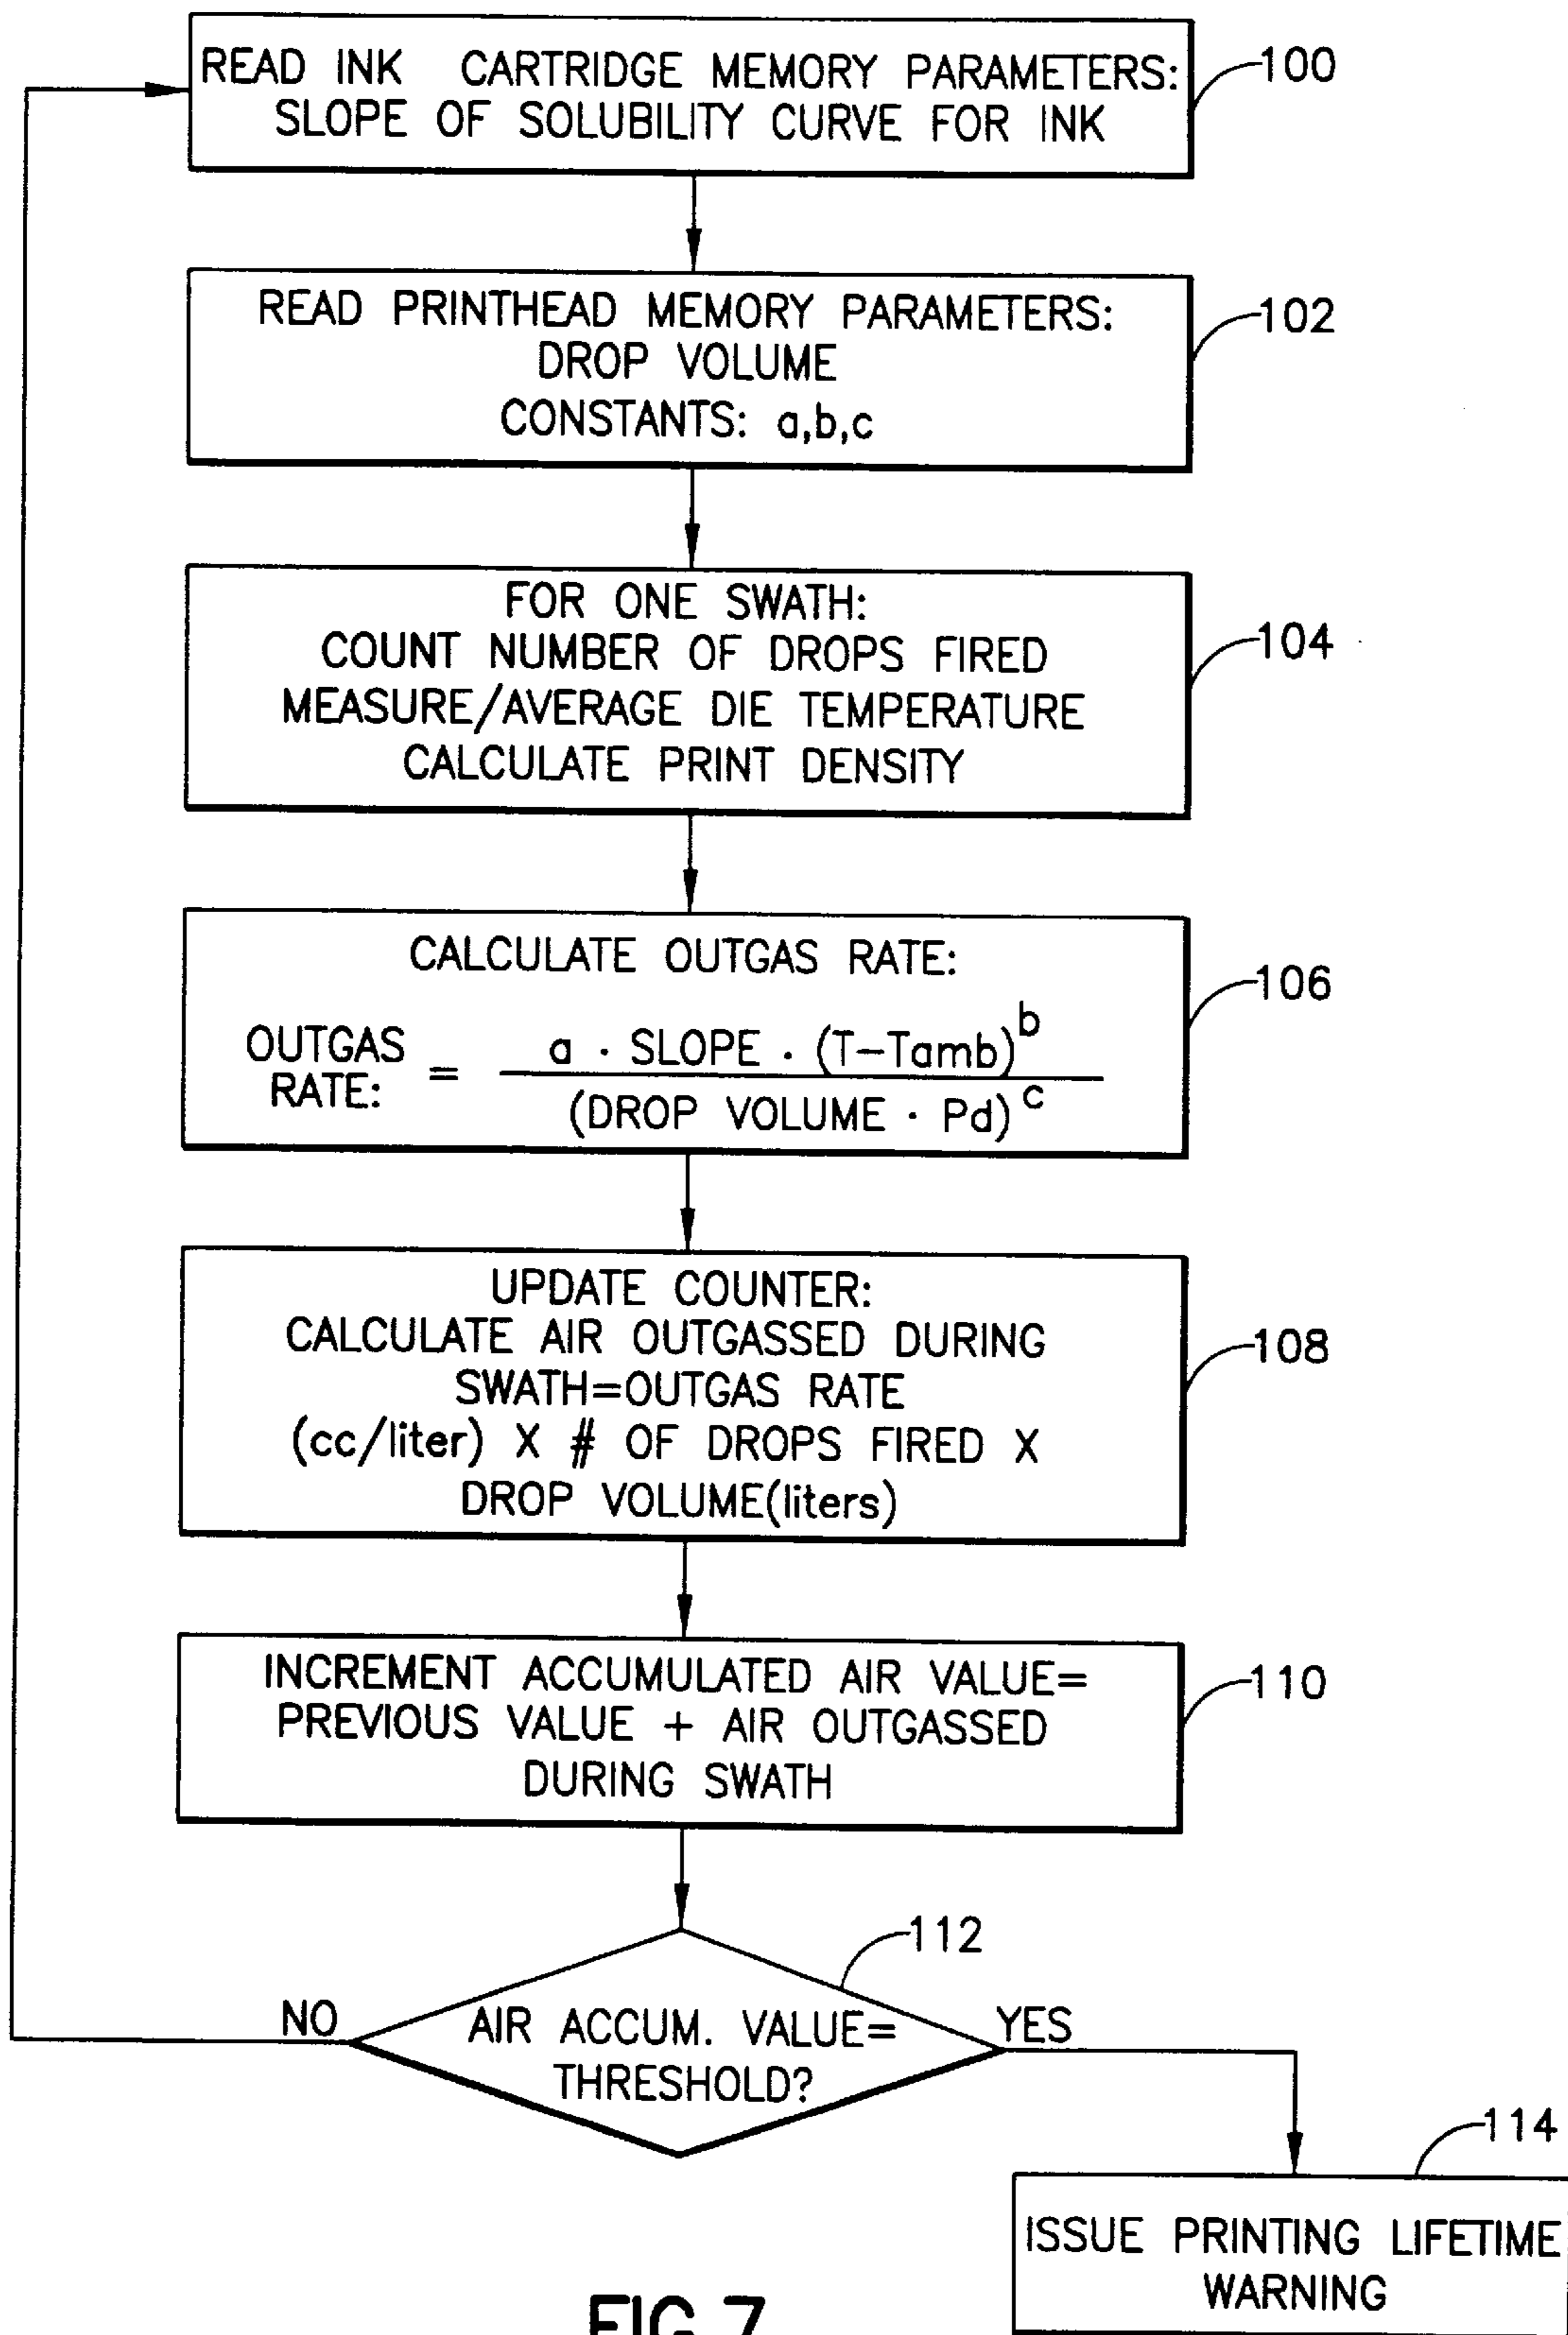 READ INK CARTRIDGE MEMORY PARAMETERS:
SLOPE OF SOLUBILITY CURVE FOR INK
100
READ PRINTHEAD MEMORY PARAMETERS:
DROP VOLUME
CONSTANTS: a,b,c
102
FOR ONE SWATH:
COUNT NUMBER OF DROPS FIRED
MEASURE/AVERAGE DIE TEMPERATURE
CALCULATE PRINT DENSITY
104
CALCULATE OUTGAS RATE:
OUTGAS
RATE:
=
a · SLOPE · (T-Tamb)^b
(DROP VOLUME · Pd)^c
106
UPDATE COUNTER:
CALCULATE AIR OUTGASSED DURING
SWATH=OUTGAS RATE
(cc/liter) X # OF DROPS FIRED X
DROP VOLUME(liters)
108
INCREMENT ACCUMULATED AIR VALUE=
PREVIOUS VALUE + AIR OUTGASSED
DURING SWATH
110
112
NO
AIR ACCUM. VALUE=
THRESHOLD?
YES
114
ISSUE PRINTING LIFETIME
WARNING
FIG.7